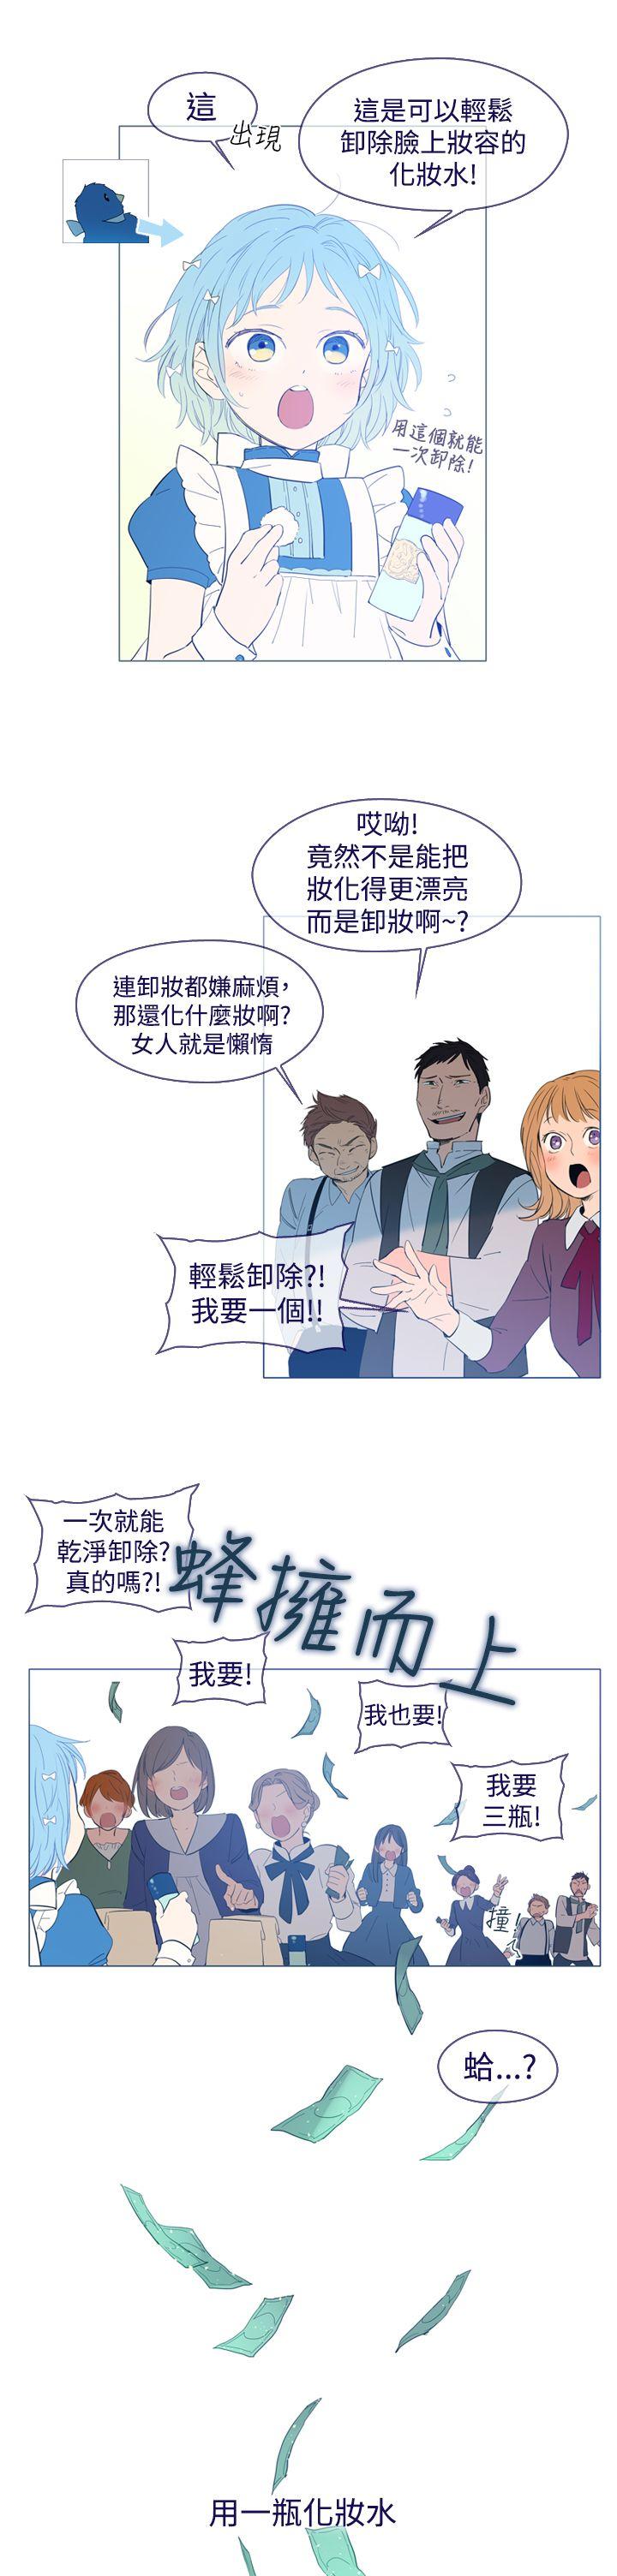 這
出現
這是可以輕鬆
卸除臉上妝容的
化妝水!
用這個就能
一次卸除!
哎呦!
竟然不是能把
妝化得更漂亮
而是卸妝啊~?
連卸妝都嫌麻煩,
那還化什麼妝啊?
女人就是懶惰
輕鬆卸除?!
我要一個!!
一次就能
乾淨卸除?
真的嗎?!
蜂擁而上
我要!
我也要!
我要
三瓶!
撞!
蛤...?
用一瓶化妝水